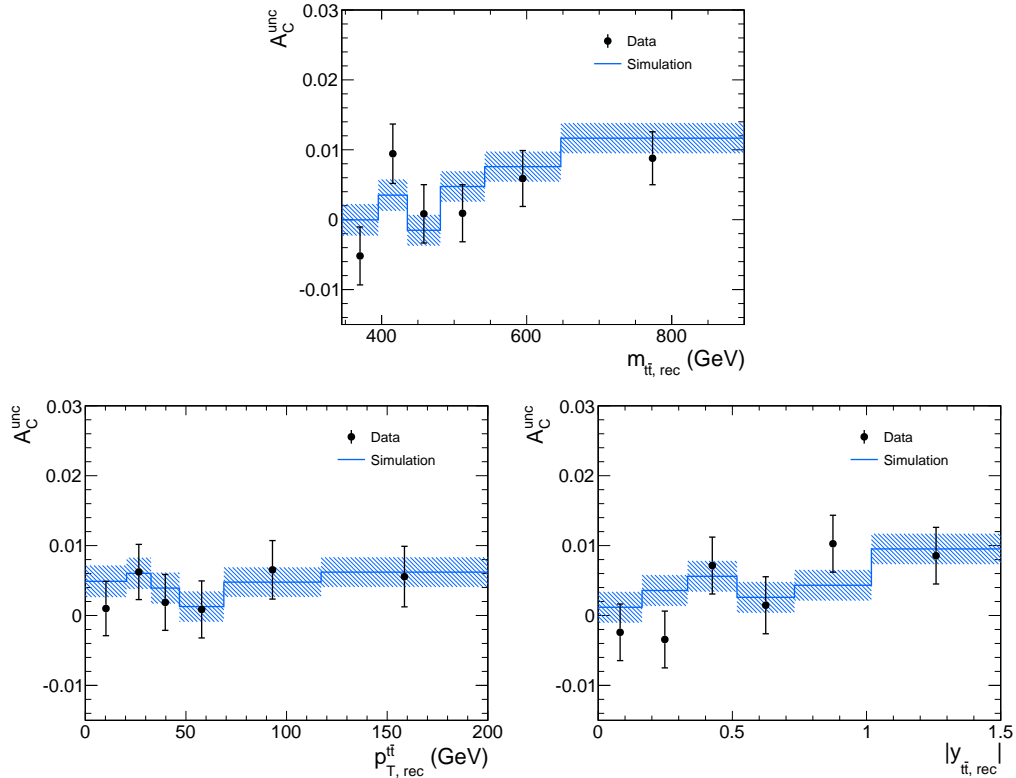 A_C^unc
0.03
0.02
0.01
0
-0.01
Data
Simulation
400 600 800
m_tt̄, rec (GeV)
A_C^unc
0.03
0.02
0.01
0
-0.01
Data
Simulation
0 50 100 150 200
p_T, rec^tt̄ (GeV)
A_C^unc
0.03
0.02
0.01
0
-0.01
Data
Simulation
0 0.5 1 1.5
|y_tt̄, rec|